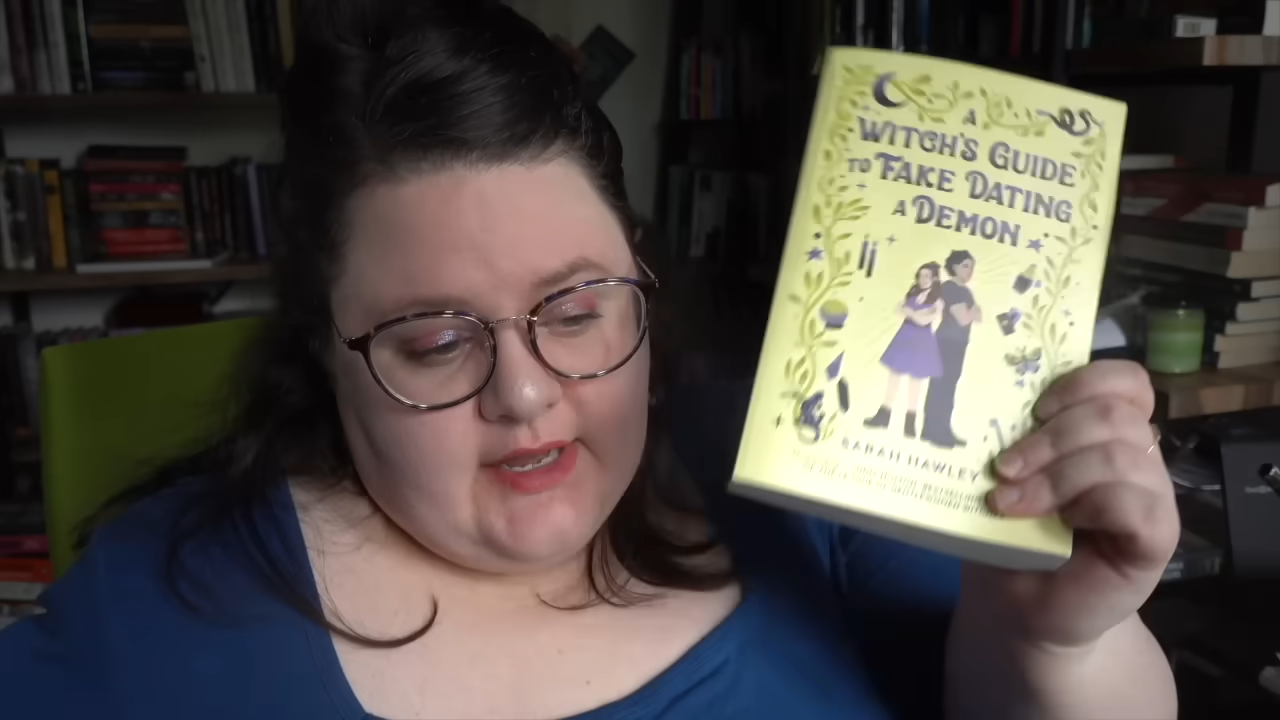 A
WITCH'S GUIDE
TO FAKE DATING
A DEMON
SARAH HAWLEY